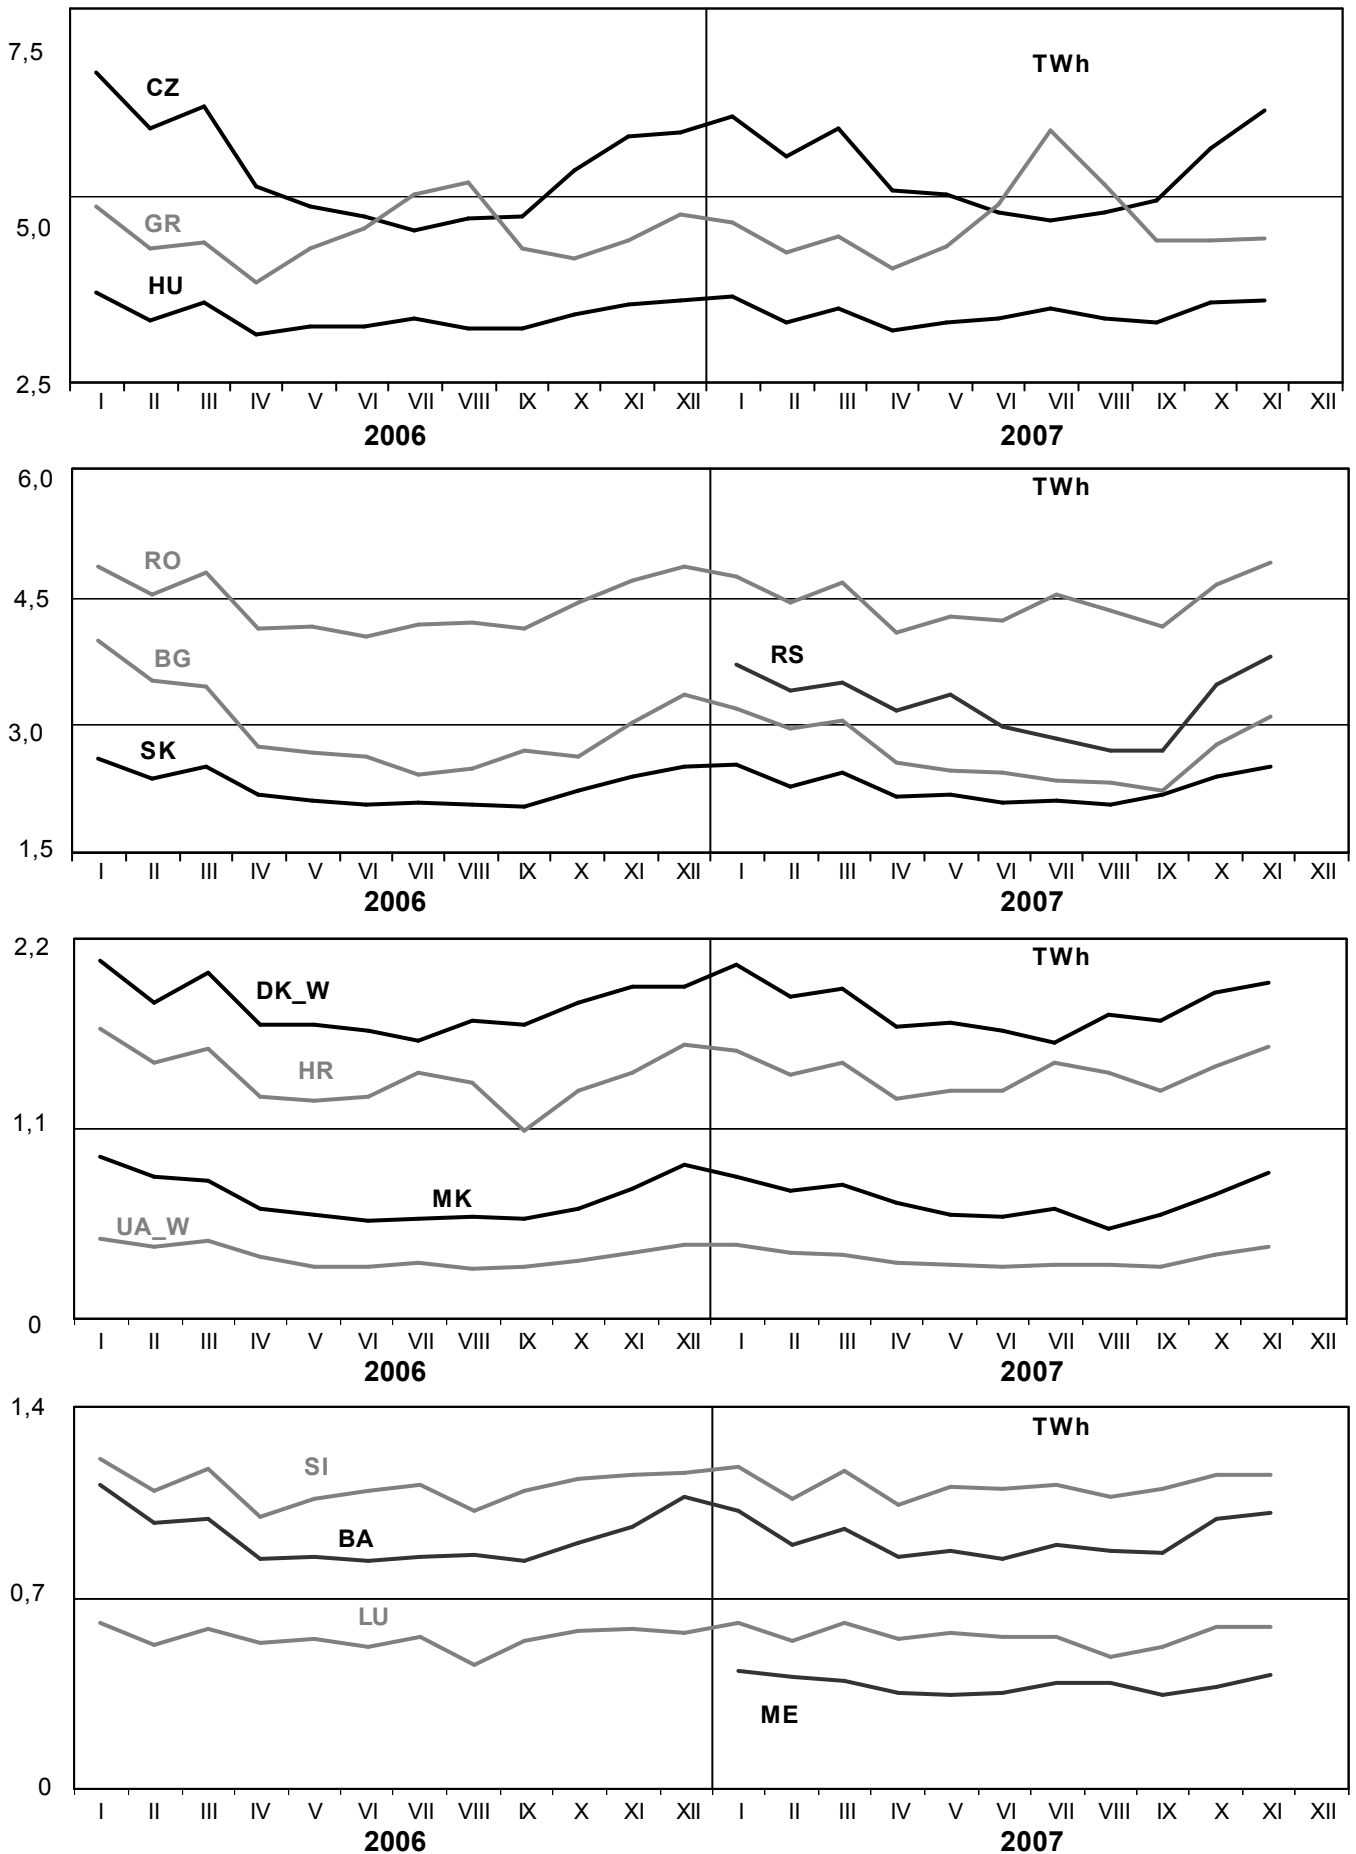 7,5
TWh
CZ
GR
5,0
HU
2,5
I II III IV V VI VII VIII IX X XI XII I II III IV V VI VII VIII IX X XI XII
2006 2007
6,0
TWh
RO
4,5
RS
BG
3,0
SK
1,5
I II III IV V VI VII VIII IX X XI XII I II III IV V VI VII VIII IX X XI XII
2006 2007
2,2
TWh
DK_W
HR
1,1
MK
UA_W
0
I II III IV V VI VII VIII IX X XI XII I II III IV V VI VII VIII IX X XI XII
2006 2007
1,4
TWh
SI
BA
0,7
LU
ME
0
I II III IV V VI VII VIII IX X XI XII I II III IV V VI VII VIII IX X XI XII
2006 2007